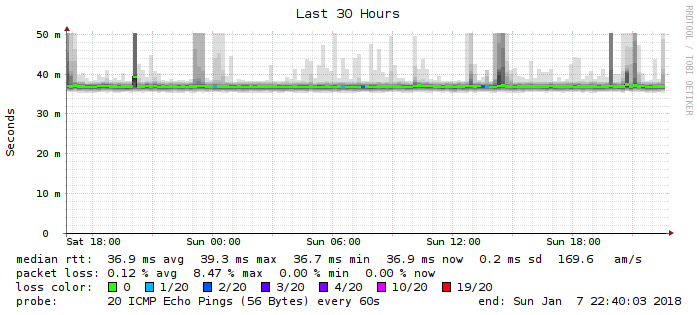 Last 30 Hours
RRDTOOL / TOBI OETIKER
Seconds
50 m
40 m
30 m
20 m
10 m
0
Sat 18:00 Sun 00:00 Sun 06:00 Sun 12:00 Sun 18:00
median rtt: 36.9 ms avg 39.3 ms max 36.7 ms min 36.9 ms now 0.2 ms sd 169.6 am/s
packet loss: 0.12 % avg 8.47 % max 0.00 % min 0.00 % now
loss color: 0 1/20 2/20 3/20 4/20 10/20 19/20
probe: 20 ICMP Echo Pings (56 Bytes) every 60s end: Sun Jan 7 22:40:03 2018